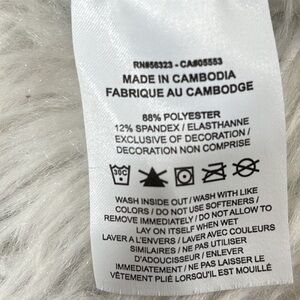 RN#56323 - CA#05553
MADE IN CAMBODIA
FABRIQUE AU CAMBODGE
88% POLYESTER
12% SPANDEX / ELASTHANNE
EXCLUSIVE OF DECORATION /
DECORATION NON COMPRISE
30C
WASH INSIDE OUT / WASH WITH LIKE
COLORS / DO NOT USE SOFTENERS /
REMOVE IMMEDIATELY / DO NOT ALLOW TO
LAY ON ITSELF WHEN WET
LAVER A L'ENVERS / LAVER AVEC COULEURS
SIMILAIRES / NE PAS UTILISER
D'ADOUCISSEUR / ENLEVER
IMMEDIATEMENT / NE PAS LAISSER LE
VÊTEMENT PLIÉ LORSQU'IL EST MOUILLÉ